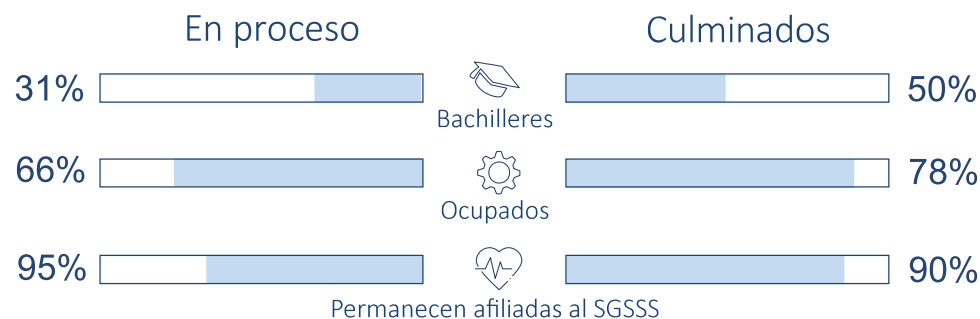 En proceso Culminados
31% 50%
Bachilleres
66% 78%
Ocupados
95% 90%
Permanecen afiliadas al SGSSS